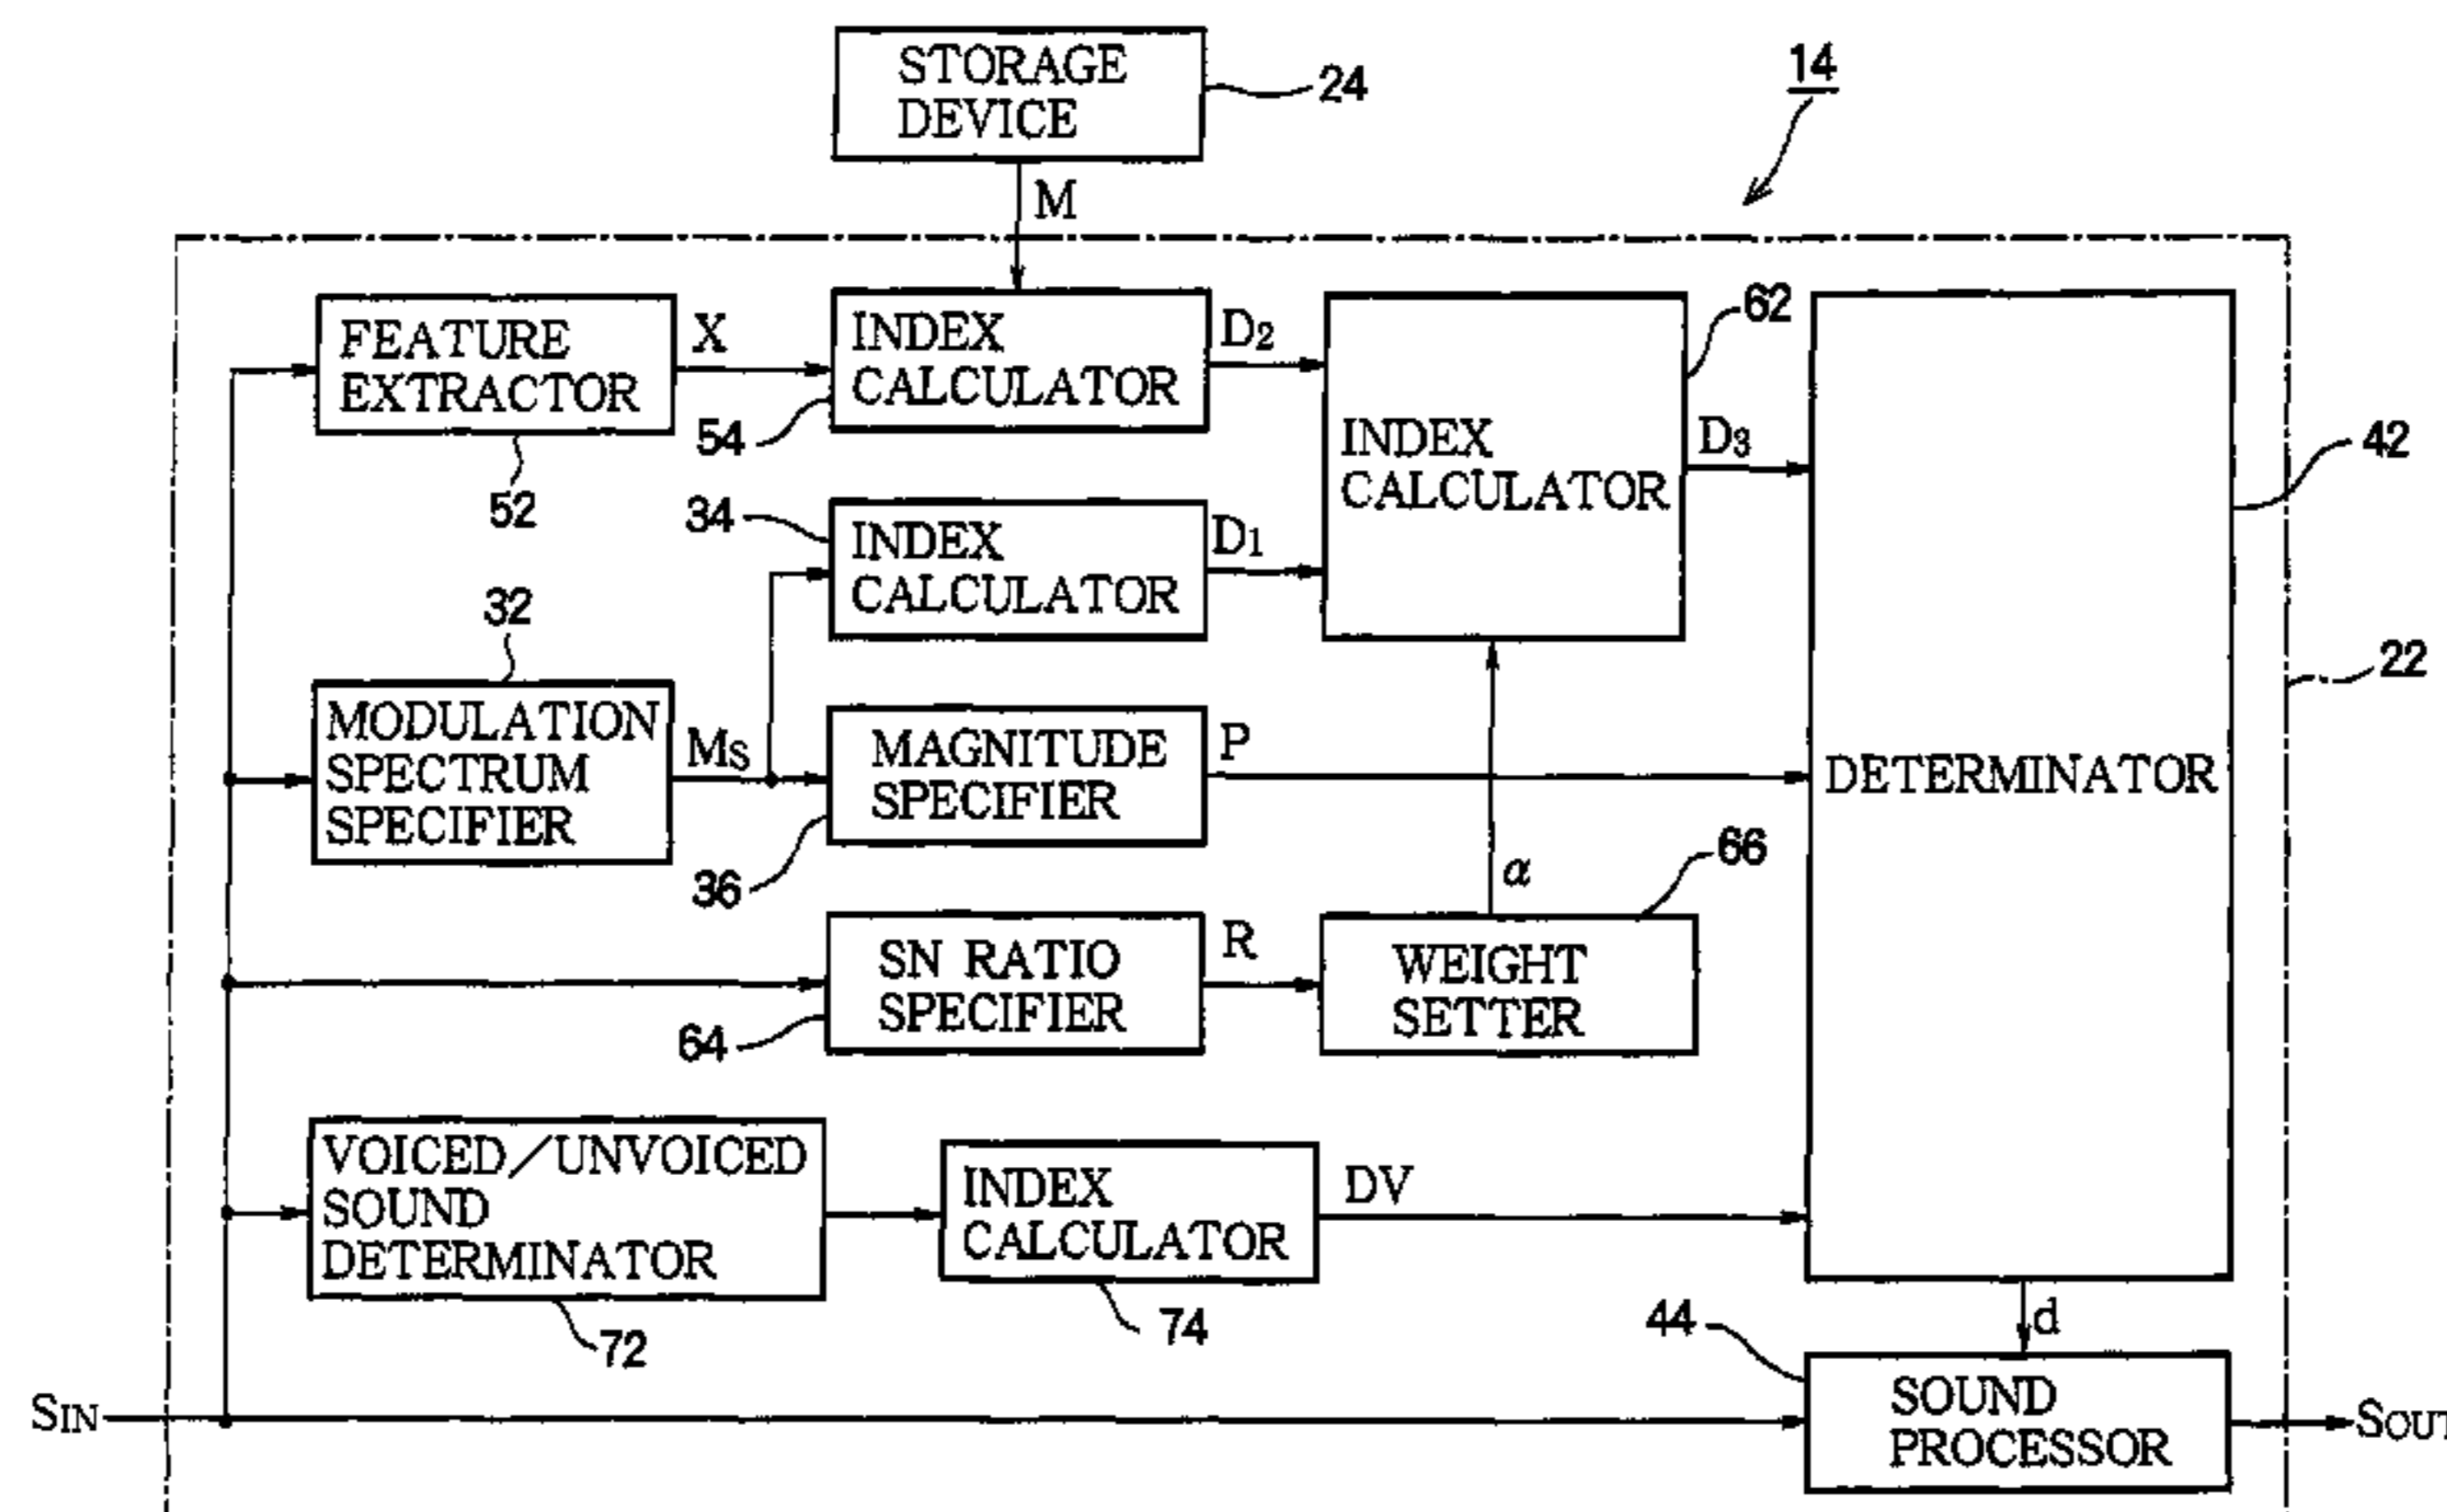 STORAGE
DEVICE
24
14
M
FEATURE
EXTRACTOR
52
X
INDEX
CALCULATOR
54
D2
INDEX
CALCULATOR
62
D3
42
34
INDEX
CALCULATOR
D1
32
MODULATION
SPECTRUM
SPECIFIER
MS
MAGNITUDE
SPECIFIER
36
P
DETERMINATOR
22
α
66
SN RATIO
SPECIFIER
64
R
WEIGHT
SETTER
VOICED/UNVOICED
SOUND
DETERMINATOR
72
INDEX
CALCULATOR
74
DV
d
44
SIN
SOUND
PROCESSOR
SOUT